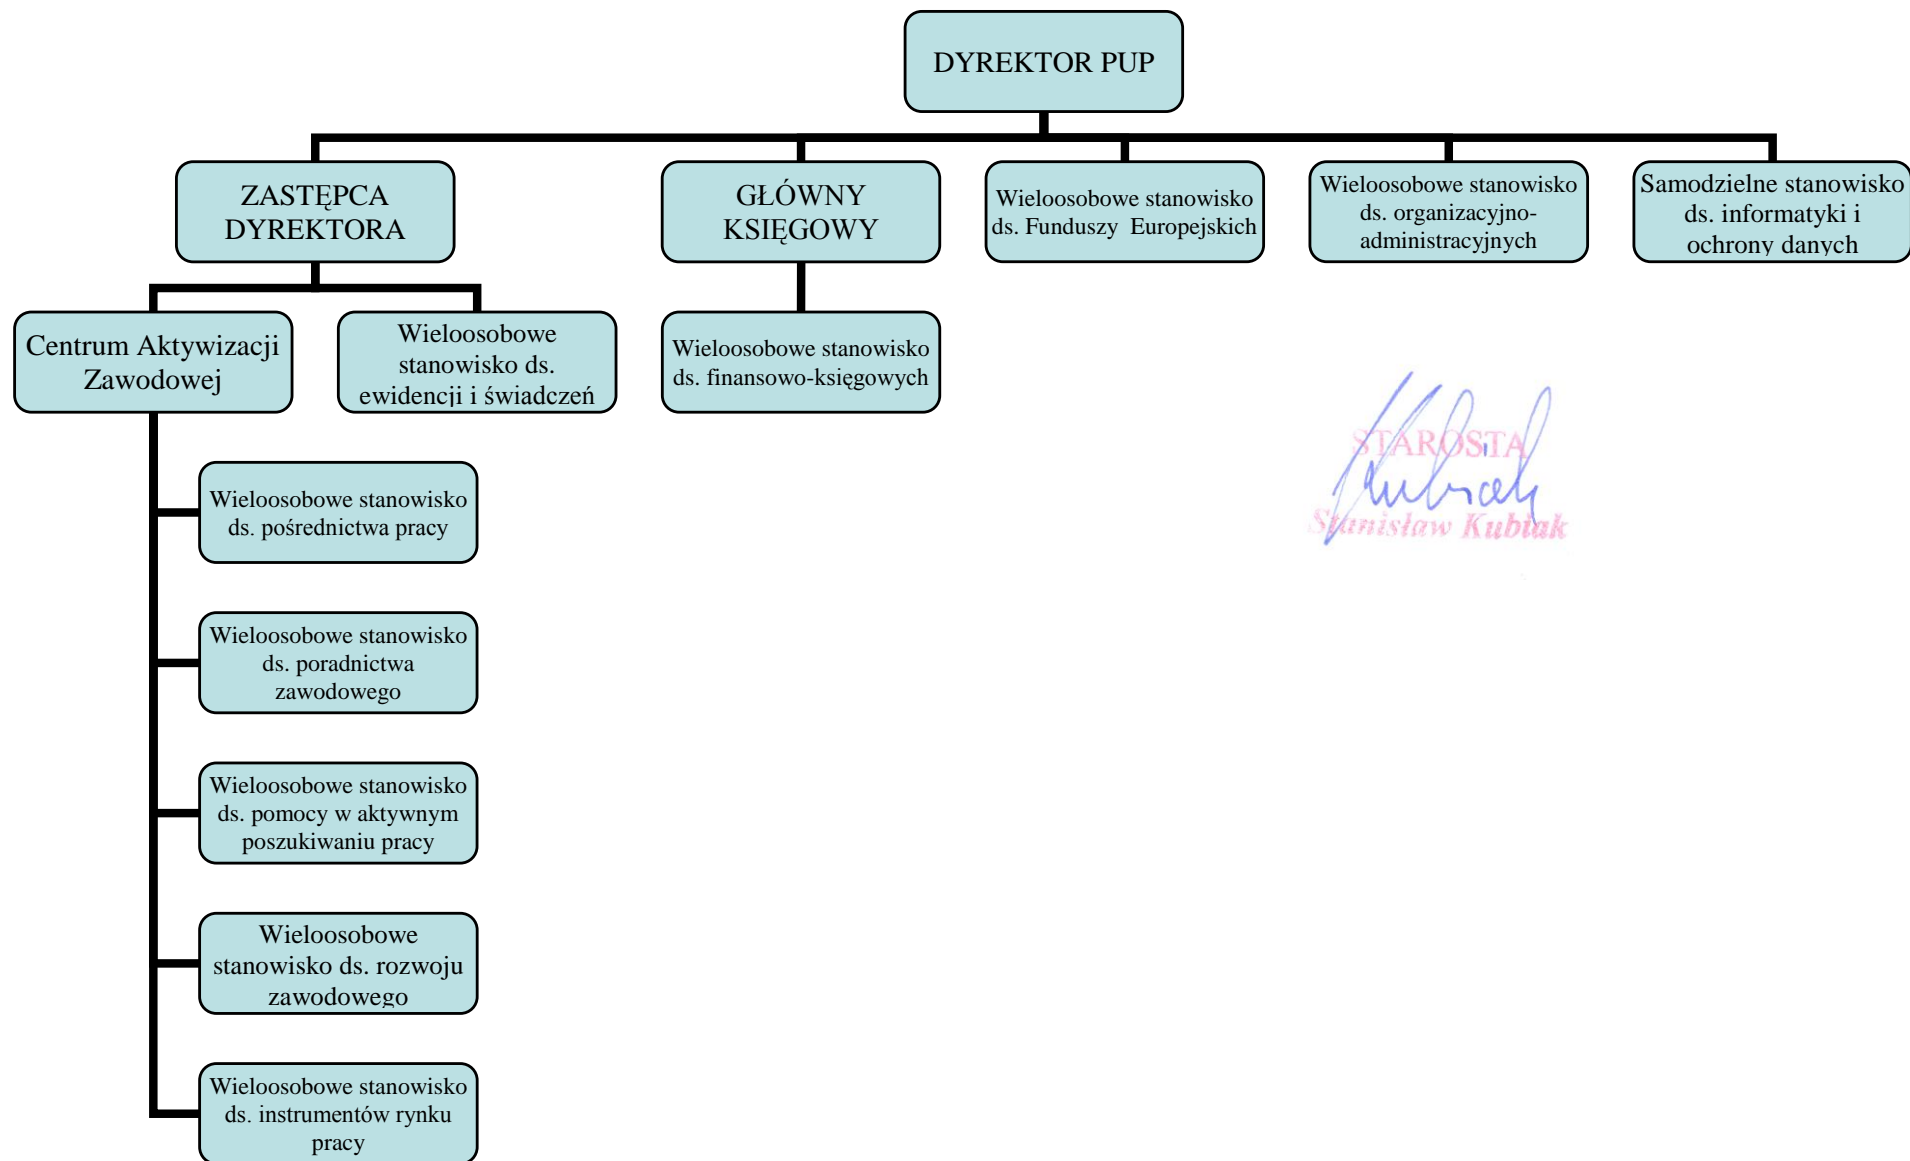 DYREKTOR PUP
ZASTĘPCA
DYREKTORA
GŁÓWNY
KSIĘGOWY
Wieloosobowe stanowisko
ds. Funduszy Europejskich
Wieloosobowe stanowisko
ds. organizacyjno-
administracyjnych
Samodzielne stanowisko
ds. informatyki i
ochrony danych
Centrum Aktywizacji
Zawodowej
Wieloosobowe
stanowisko ds.
ewidencji i świadczeń
Wieloosobowe stanowisko
ds. finansowo-księgowych
Wieloosobowe stanowisko
ds. pośrednictwa pracy
Wieloosobowe stanowisko
ds. poradnictwa
zawodowego
Wieloosobowe stanowisko
ds. pomocy w aktywnym
poszukiwaniu pracy
Wieloosobowe
stanowisko ds. rozwoju
zawodowego
Wieloosobowe stanowisko
ds. instrumentów rynku
pracy
STAROSTA
Kubiak
Stanisław Kubiak